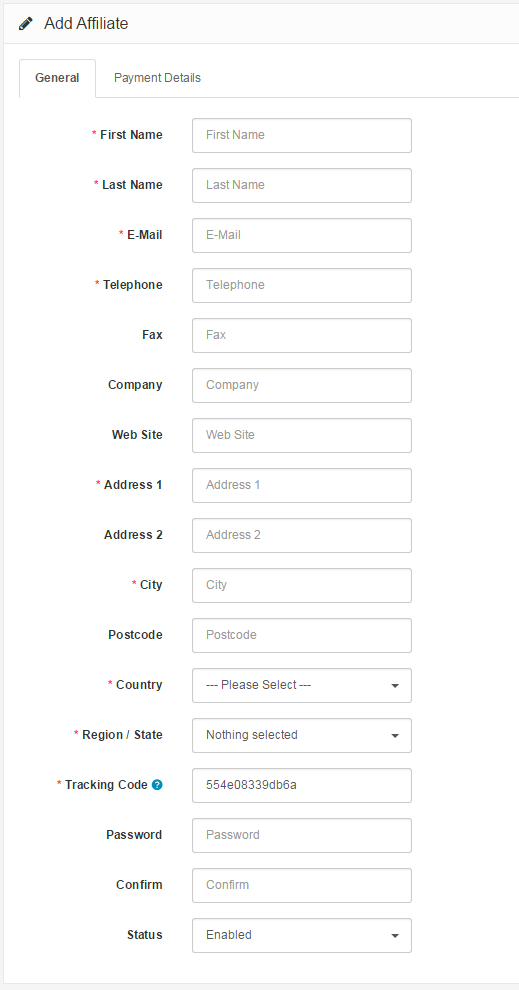 Add Affiliate
General Payment Details
* First Name First Name
* Last Name Last Name
* E-Mail E-Mail
* Telephone Telephone
Fax Fax
Company Company
Web Site Web Site
* Address 1 Address 1
Address 2 Address 2
* City City
Postcode Postcode
* Country --- Please Select ---
* Region / State Nothing selected
* Tracking Code ? 554e08339db6a
Password Password
Confirm Confirm
Status Enabled